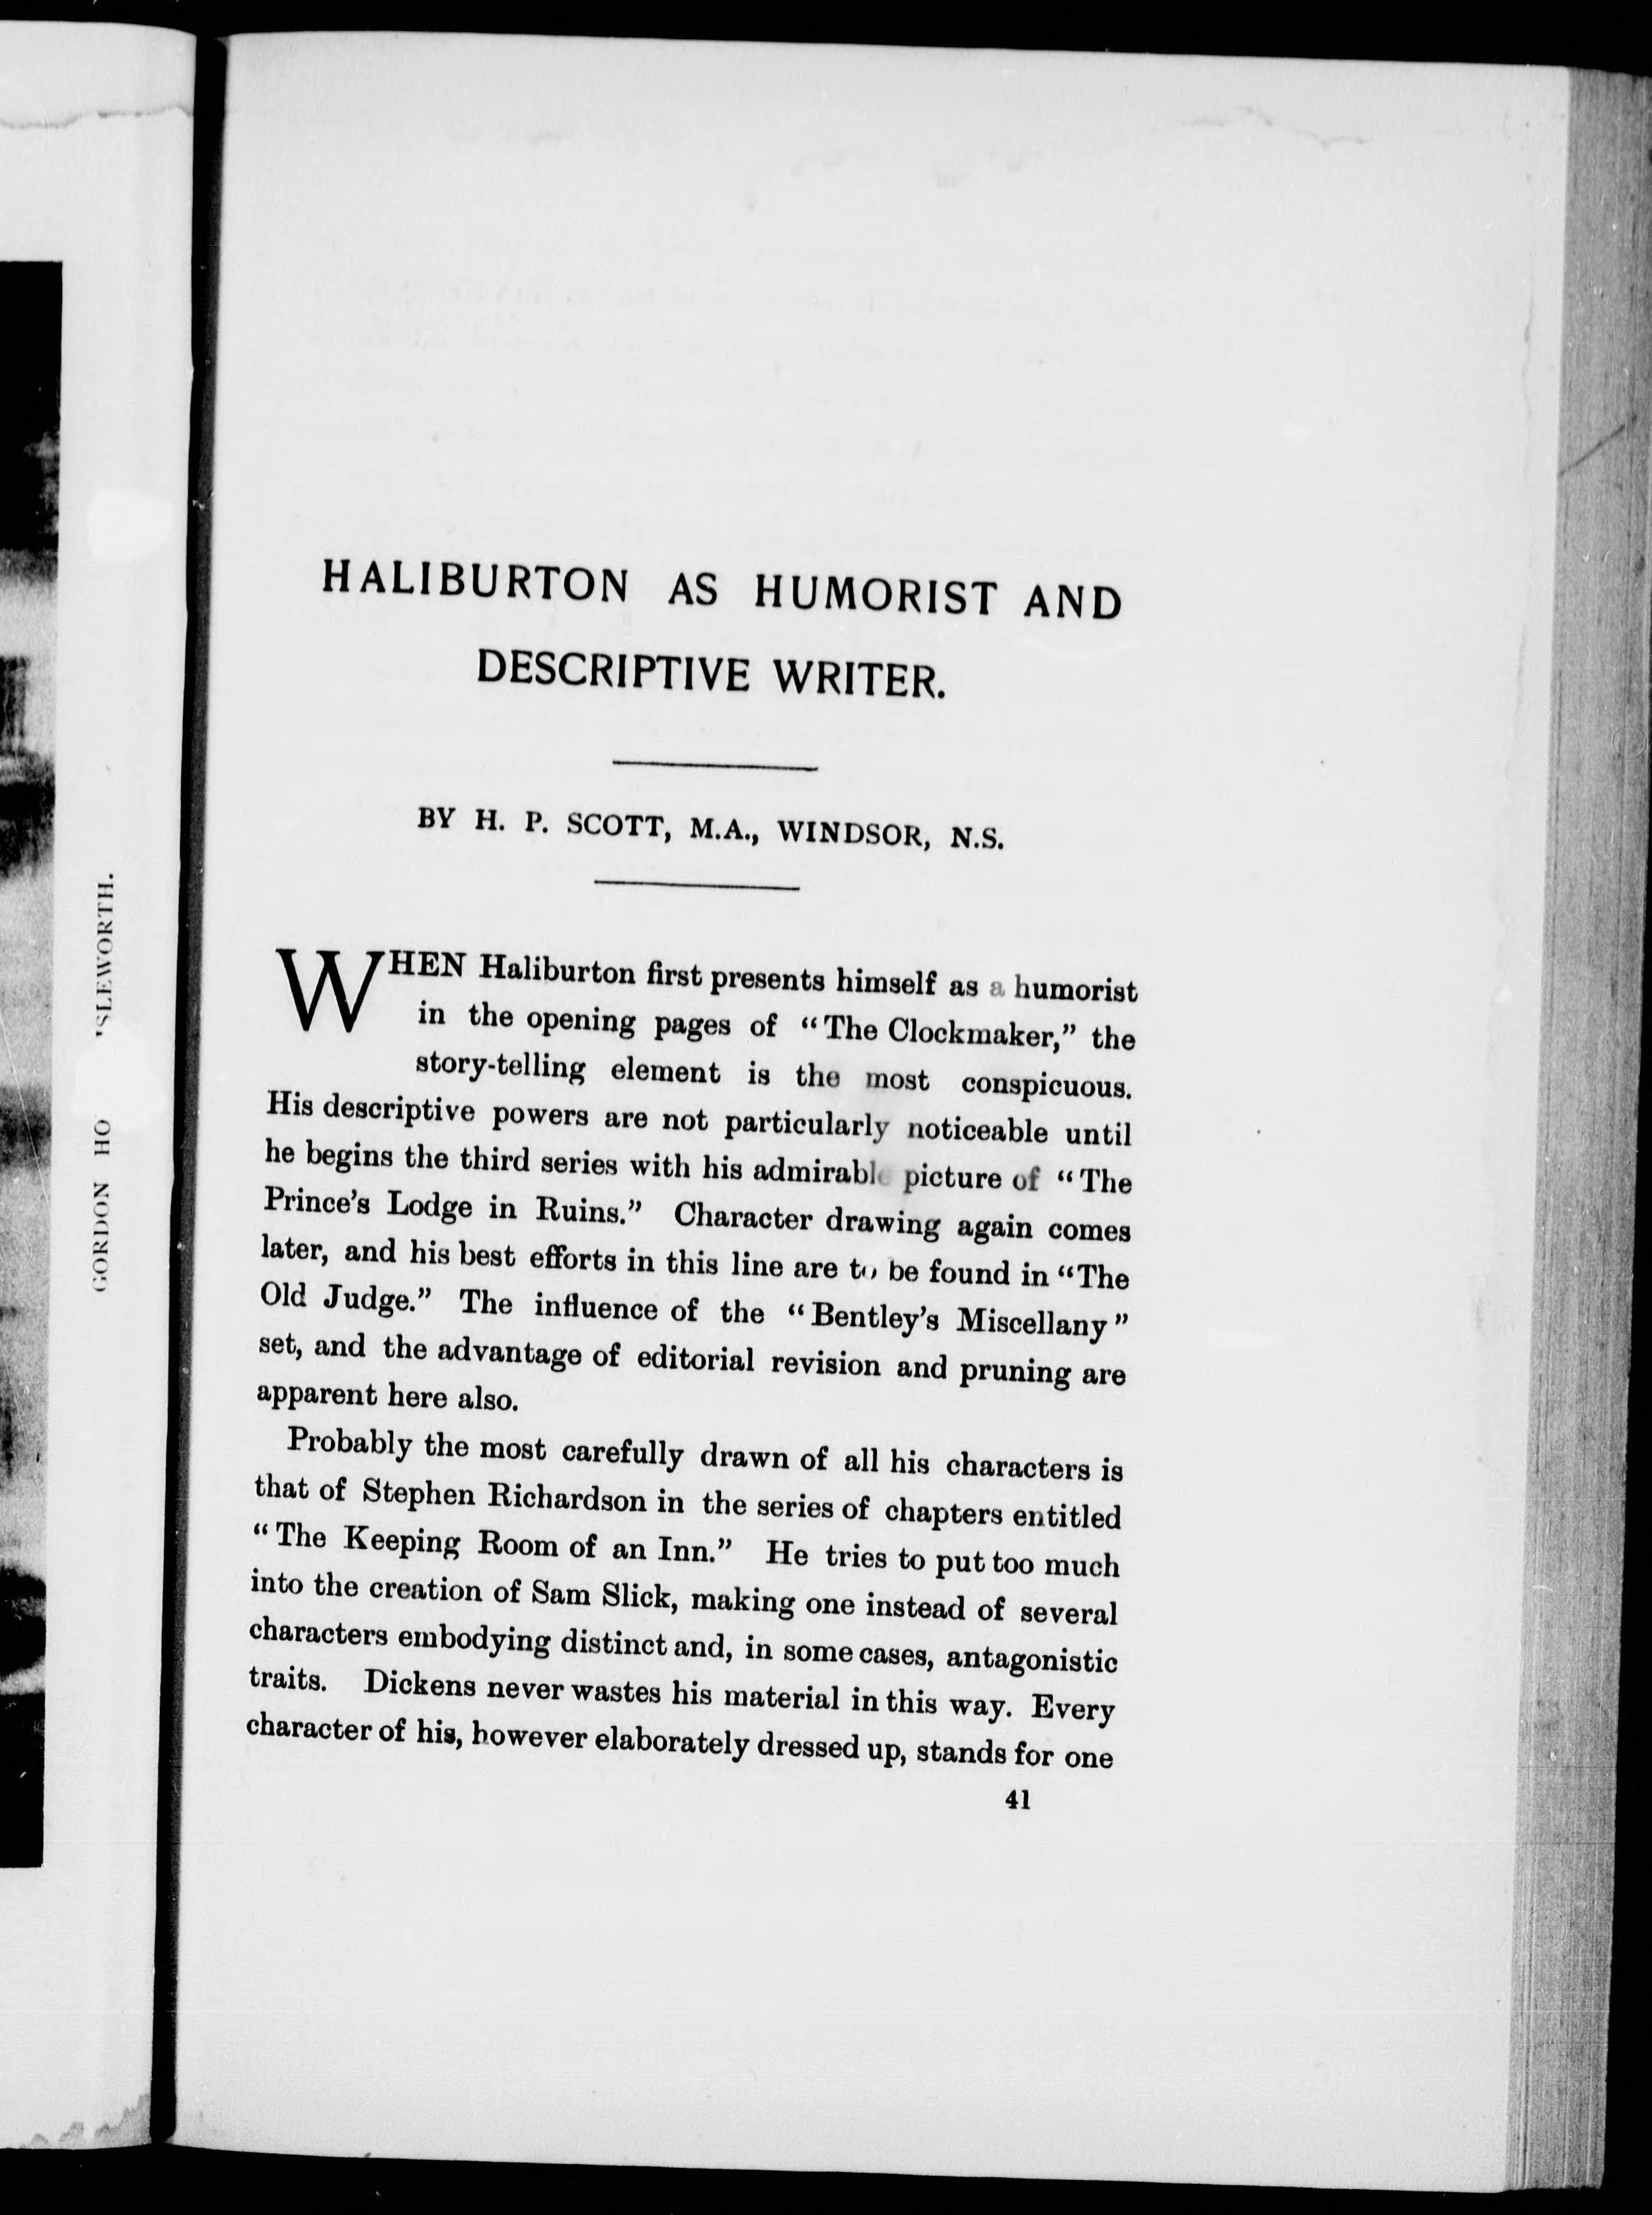 GORDON HO
SLEWORTH.
HALIBURTON AS HUMORIST AND
DESCRIPTIVE WRITER.
BY H. P. SCOTT, M.A., WINDSOR, N.S.
WHEN Haliburton first presents himself as a humorist
in the opening pages of “The Clockmaker,” the
story-telling element is the most conspicuous.
His descriptive powers are not particularly noticeable until
he begins the third series with his admirable picture of “The
Prince’s Lodge in Ruins.” Character drawing again comes
later, and his best efforts in this line are to be found in “The
Old Judge.” The influence of the “Bentley’s Miscellany”
set, and the advantage of editorial revision and pruning are
apparent here also.
Probably the most carefully drawn of all his characters is
that of Stephen Richardson in the series of chapters entitled
“The Keeping Room of an Inn.” He tries to put too much
into the creation of Sam Slick, making one instead of several
characters embodying distinct and, in some cases, antagonistic
traits. Dickens never wastes his material in this way. Every
character of his, however elaborately dressed up, stands for one
41